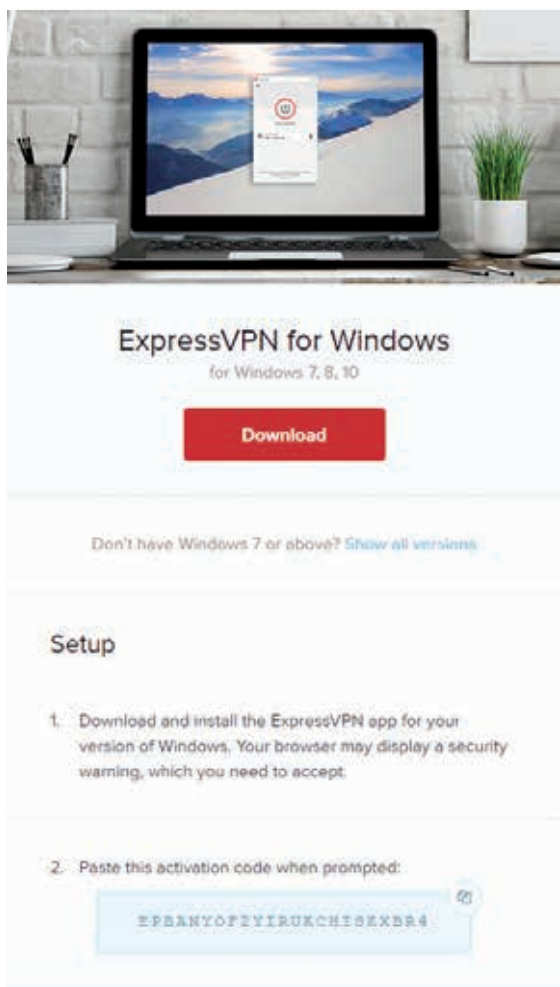 ExpressVPN for Windows
for Windows 7, 8, 10
Download
Don't have Windows 7 or above? Show all versions
Setup
1. Download and install the ExpressVPN app for your
version of Windows. Your browser may display a security
warning, which you need to accept.
2. Paste this activation code when prompted: